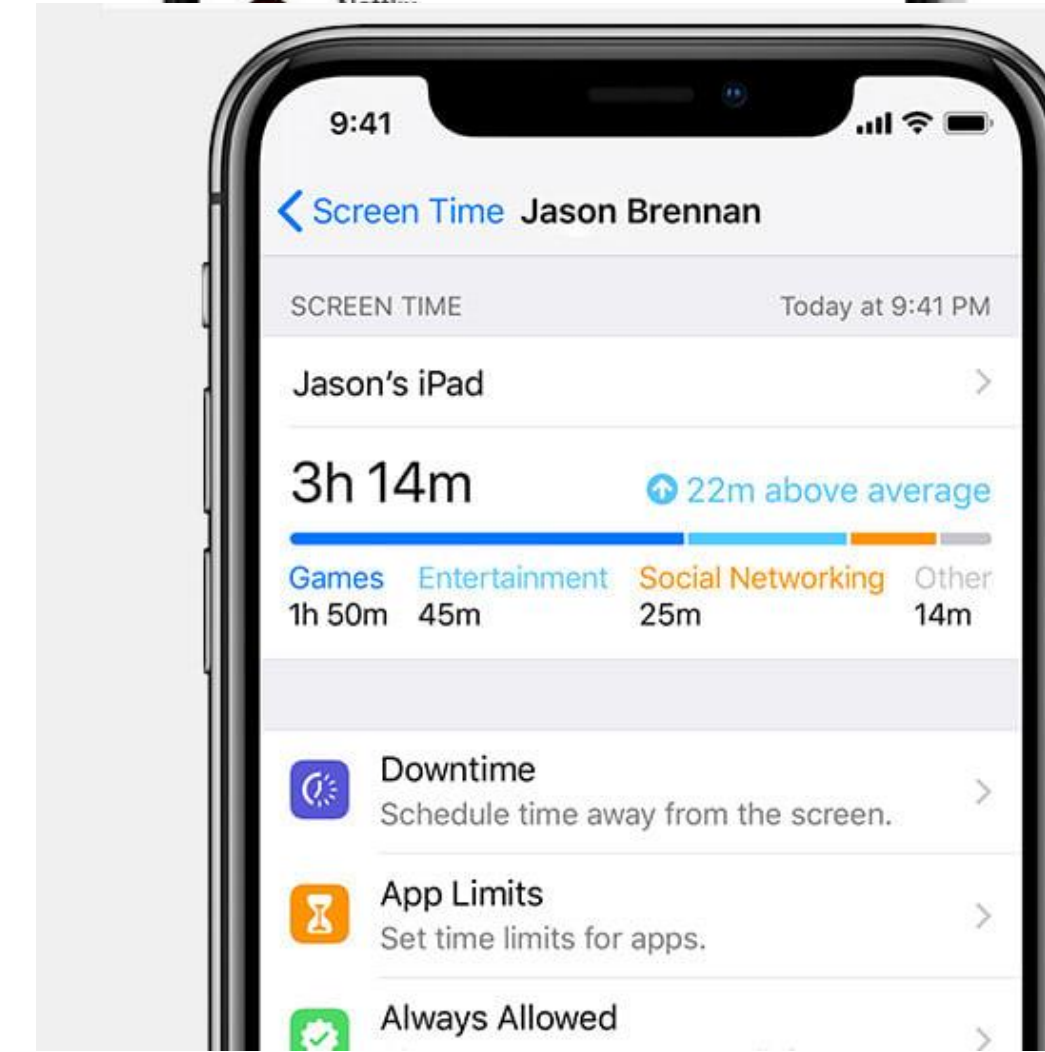 9:41
Screen Time Jason Brennan
SCREEN TIME Today at 9:41 PM
Jason's iPad
3h 14m 22m above average
Games Entertainment Social Networking Other
1h 50m 45m 25m 14m
Downtime
Schedule time away from the screen.
App Limits
Set time limits for apps.
Always Allowed